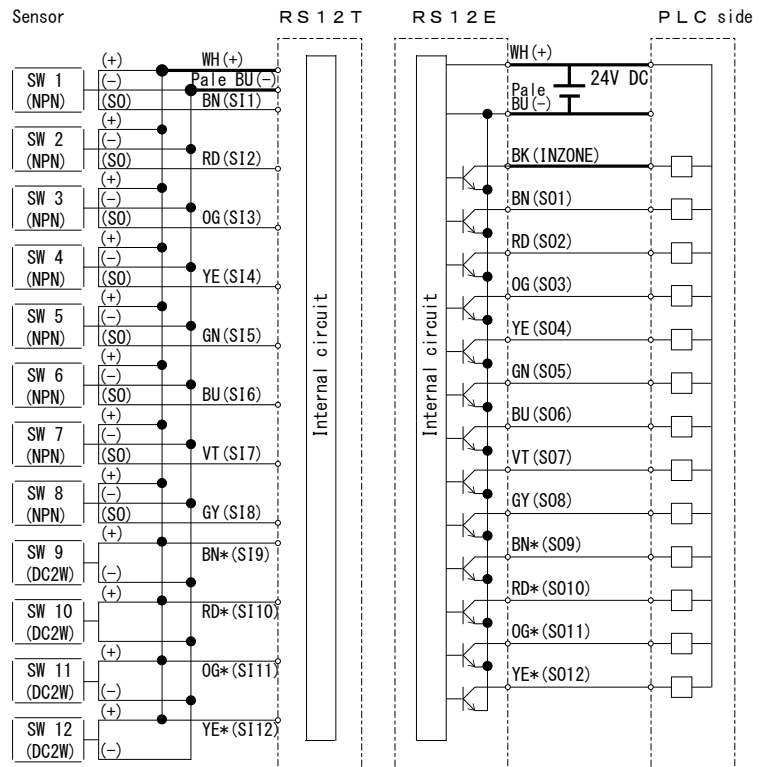 Sensor
RS12T
RS12E
PLC side
SW 1
(NPN)
(+)
(-)
(SO)
WH(+)
Pale BU(-)
BN(SI1)
SW 2
(NPN)
(+)
(-)
(SO)
RD(SI2)
SW 3
(NPN)
(+)
(-)
(SO)
OG(SI3)
SW 4
(NPN)
(+)
(-)
(SO)
YE(SI4)
SW 5
(NPN)
(+)
(-)
(SO)
GN(SI5)
SW 6
(NPN)
(+)
(-)
(SO)
BU(SI6)
SW 7
(NPN)
(+)
(-)
(SO)
VT(SI7)
SW 8
(NPN)
(+)
(-)
(SO)
GY(SI8)
SW 9
(DC2W)
(+)
(-)
BN*(SI9)
SW 10
(DC2W)
(+)
RD*(SI10)
SW 11
(DC2W)
(+)
(-)
OG*(SI11)
SW 12
(DC2W)
(+)
(-)
YE*(SI12)
Internal circuit
Internal circuit
WH(+)
24V DC
Pale
BU(-)
BK(INZONE)
BN(SO1)
RD(SO2)
OG(SO3)
YE(SO4)
GN(SO5)
BU(SO6)
VT(SO7)
GY(SO8)
BN*(SO9)
RD*(SO10)
OG*(SO11)
YE*(SO12)